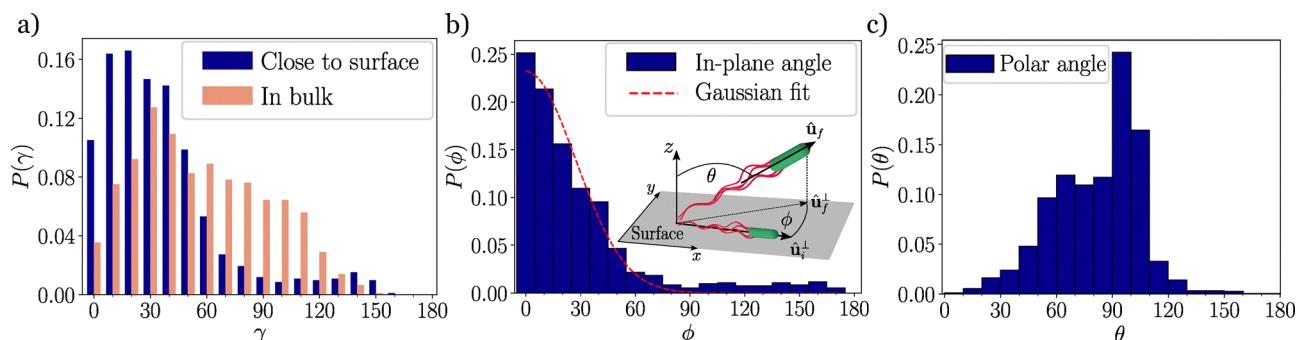 a)
P(γ)
0.16
0.12
0.08
0.04
0.00
Close to surface
In bulk
0 30 60 90 120 150 180
γ
b)
P(ϕ)
0.25
0.20
0.15
0.10
0.05
0.00
In-plane angle
Gaussian fit
z
y
x
θ
ϕ
Surface
û_f
û_f^⊥
û_i^⊥
0 30 60 90 120 150 180
ϕ
c)
P(θ)
0.25
0.20
0.15
0.10
0.05
0.00
Polar angle
0 30 60 90 120 150 180
θ